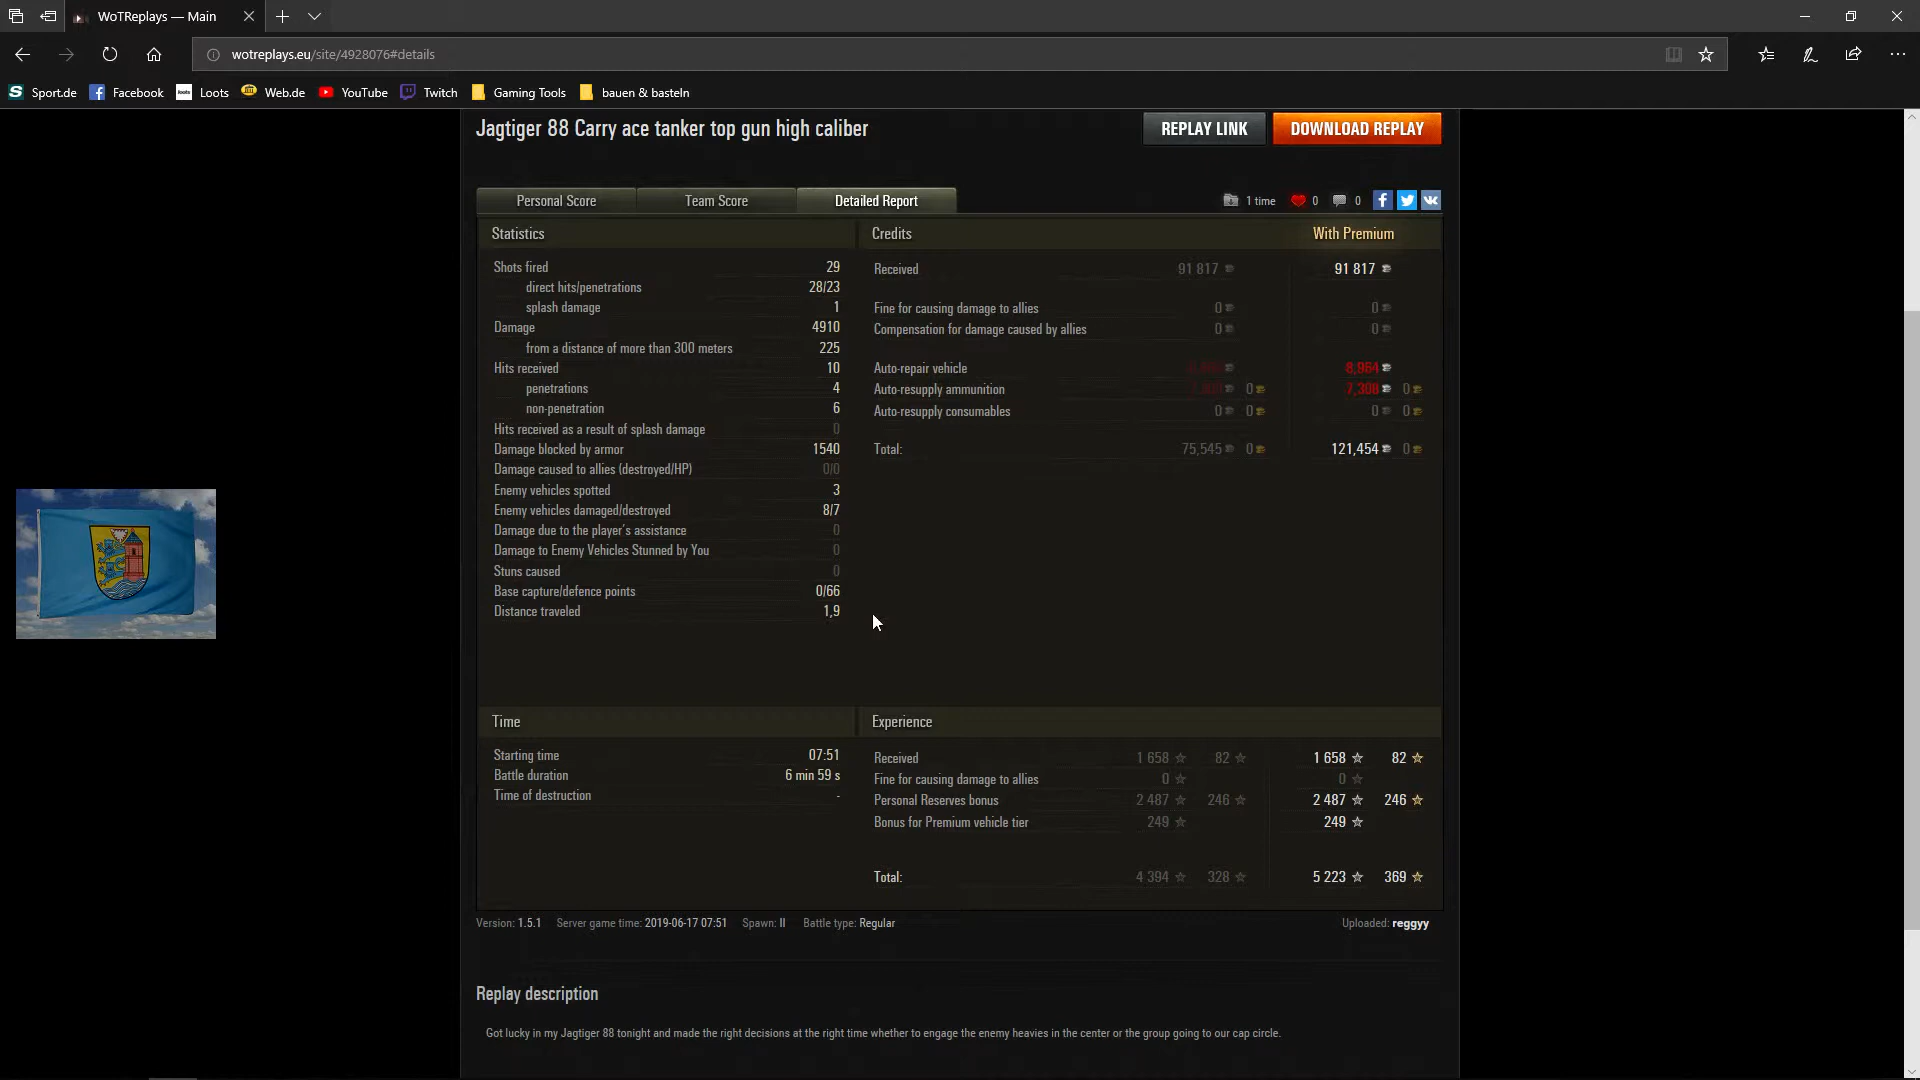 WoTReplays — Main
wotreplays.eu/site/4928076#details
Sport.de Facebook Loots Web.de YouTube Twitch Gaming Tools bauen & basteln
Jagtiger 88 Carry ace tanker top gun high caliber
REPLAY LINK DOWNLOAD REPLAY
Personal Score Team Score Detailed Report 1 time 0 0
Statistics Credits With Premium
Shots fired 29 Received 91 817 91 817
direct hits/penetrations 28/23
splash damage 1 Fine for causing damage to allies 0 0
Damage 4910 Compensation for damage caused by allies 0 0
from a distance of more than 300 meters 225
Hits received 10 Auto-repair vehicle 8,964
penetrations 4 Auto-resupply ammunition 0 7,308 0
non-penetration 6 Auto-resupply consumables 0 0 0 0
Hits received as a result of splash damage 0
Damage blocked by armor 1540 Total: 75,545 0 121,454 0
Damage caused to allies (destroyed/HP) 0/0
Enemy vehicles spotted 3
Enemy vehicles damaged/destroyed 8/7
Damage due to the player's assistance 0
Damage to Enemy Vehicles Stunned by You 0
Stuns caused 0
Base capture/defence points 0/66
Distance traveled 1,9
Time Experience
Starting time 07:51 Received 1 658 82 1 658 82
Battle duration 6 min 59 s Fine for causing damage to allies 0 0
Time of destruction - Personal Reserves bonus 2 487 246 2 487 246
Bonus for Premium vehicle tier 249 249
Total: 4 394 328 5 223 369
Version: 1.5.1 Server game time: 2019-06-17 07:51 Spawn: II Battle type: Regular Uploaded: reggyy
Replay description
Got lucky in my Jagtiger 88 tonight and made the right decisions at the right time whether to engage the enemy heavies in the center or the group going to our cap circle.